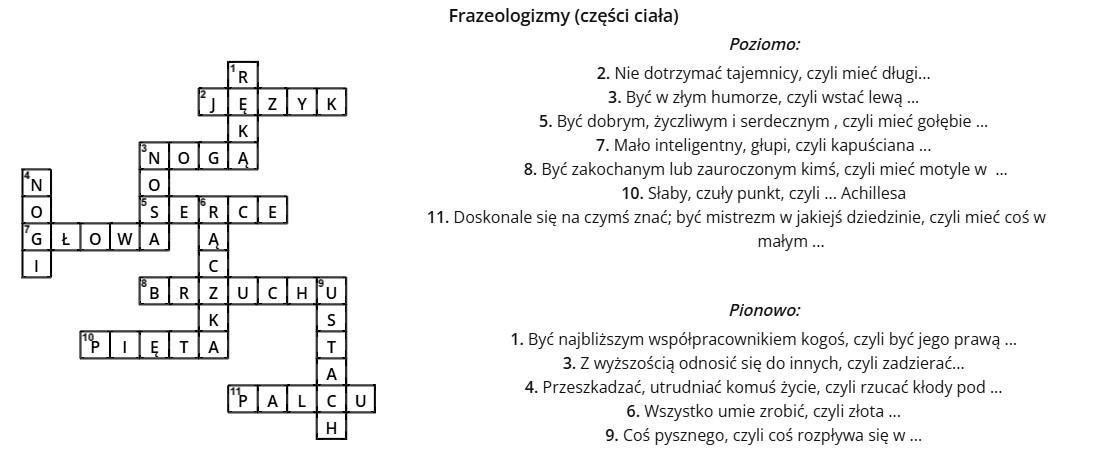 Frazeologizmy (części ciała)
1
R
2 J Ę Z Y K
K
3 N O G Ą
4 N O
O 5 S E 6 R C E
7 G Ł O W A Ą
I C
8 B R Z U C H 9 U
K S
10 P I Ę T A T
A
11 P A L C U
H
Poziomo:
2. Nie dotrzymać tajemnicy, czyli mieć długi...
3. Być w złym humorze, czyli wstać lewą ...
5. Być dobrym, życzliwym i serdecznym , czyli mieć gołębie ...
7. Mało inteligentny, głupi, czyli kapuściana ...
8. Być zakochanym lub zauroczonym kimś, czyli mieć motyle w ...
10. Słaby, czuły punkt, czyli ... Achillesa
11. Doskonale się na czymś znać; być mistrezm w jakiejś dziedzinie, czyli mieć coś w
małym ...
Pionowo:
1. Być najbliższym współpracownikiem kogoś, czyli być jego prawą ...
3. Z wyższością odnosić się do innych, czyli zadzierać...
4. Przeszkadzać, utrudniać komuś życie, czyli rzucać kłody pod ...
6. Wszystko umie zrobić, czyli złota ...
9. Coś pysznego, czyli coś rozpływa się w ...